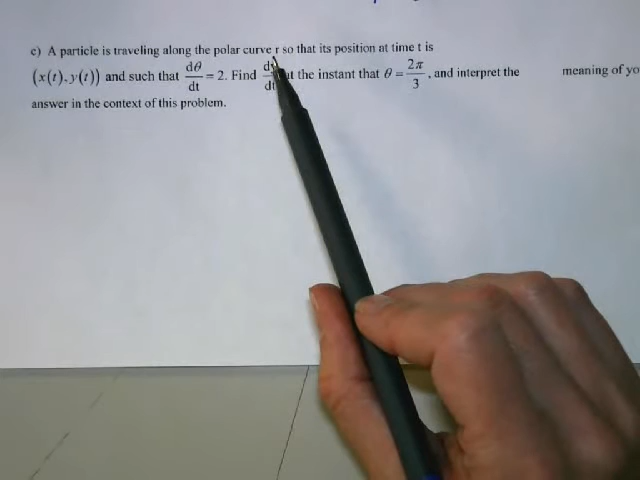 c) A particle is traveling along the polar curve r so that its position at time t is
(x(t), y(t)) and such that dθ/dt = 2. Find at the instant that θ = 2π/3, and interpret the meaning of
answer in the context of this problem.